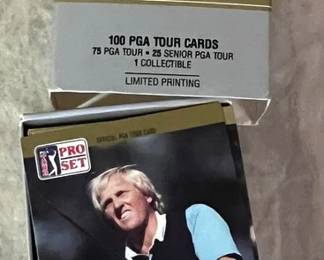 100 PGA TOUR CARDS
75 PGA TOUR • 25 SENIOR PGA TOUR
1 COLLECTIBLE
LIMITED PRINTING
OFFICIAL PGA TOUR CARD
PRO
SET